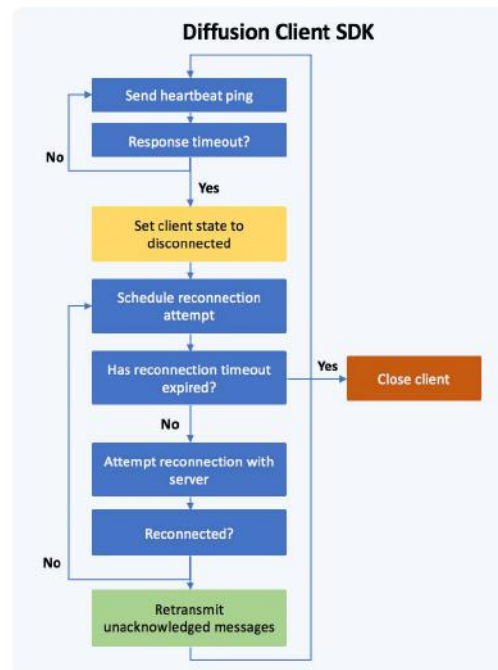 Diffusion Client SDK
Send heartbeat ping
Response timeout?
No
Yes
Set client state to
disconnected
Schedule reconnection
attempt
Has reconnection timeout
expired?
Yes
Close client
No
Attempt reconnection with
server
Reconnected?
No
Retransmit
unacknowledged messages